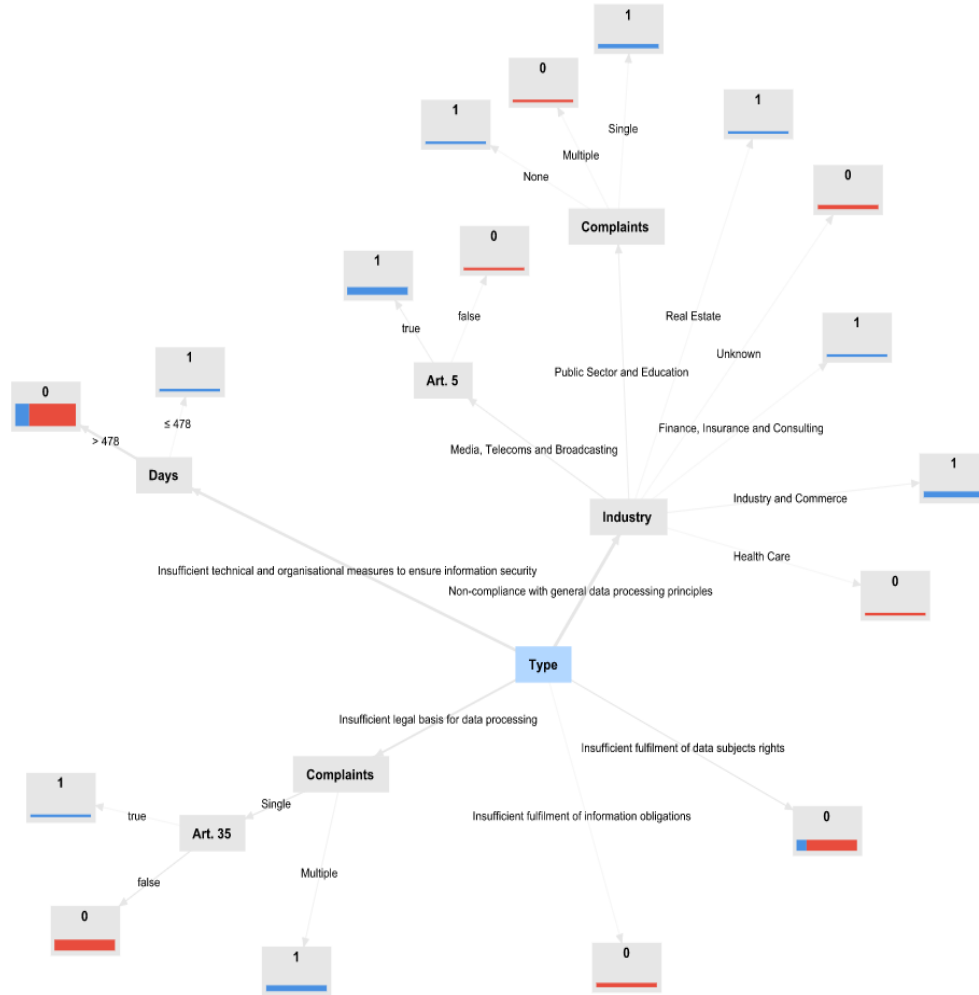 1
0
1
1
Single
1
Multiple
None
0
Complaints
0
1
Real Estate
1
true
false
Unknown
1
Public Sector and Education
Art. 5
0
≤ 478
Finance, Insurance and Consulting
> 478
Media, Telecoms and Broadcasting
Days
1
Industry and Commerce
Industry
Health Care
Insufficient technical and organisational measures to ensure information security
0
Non-compliance with general data processing principles
Type
Insufficient legal basis for data processing
Insufficient fulfilment of data subjects rights
Complaints
1
Single
true
Insufficient fulfilment of information obligations
0
Art. 35
Multiple
false
0
1
0